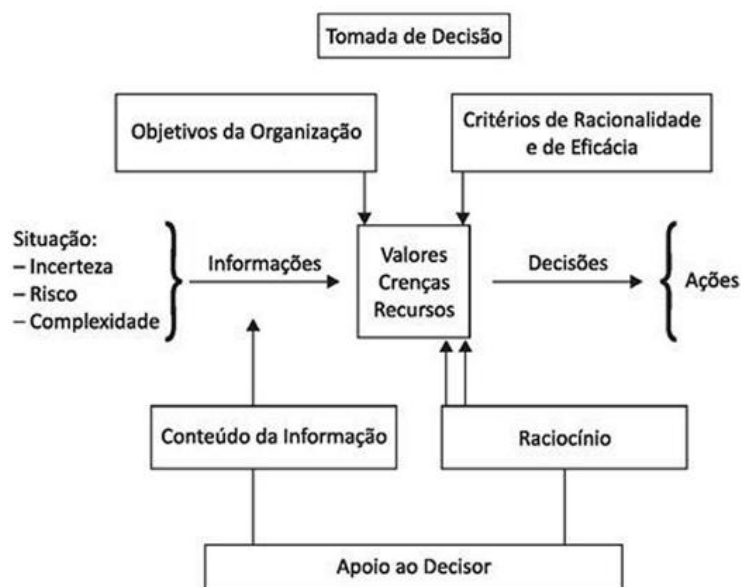 Tomada de Decisão
Objetivos da Organização
Critérios de Racionalidade
e de Eficácia
Situação:
– Incerteza
– Risco
– Complexidade
Informações
Valores
Crenças
Recursos
Decisões
Ações
Conteúdo da Informação
Raciocínio
Apoio ao Decisor